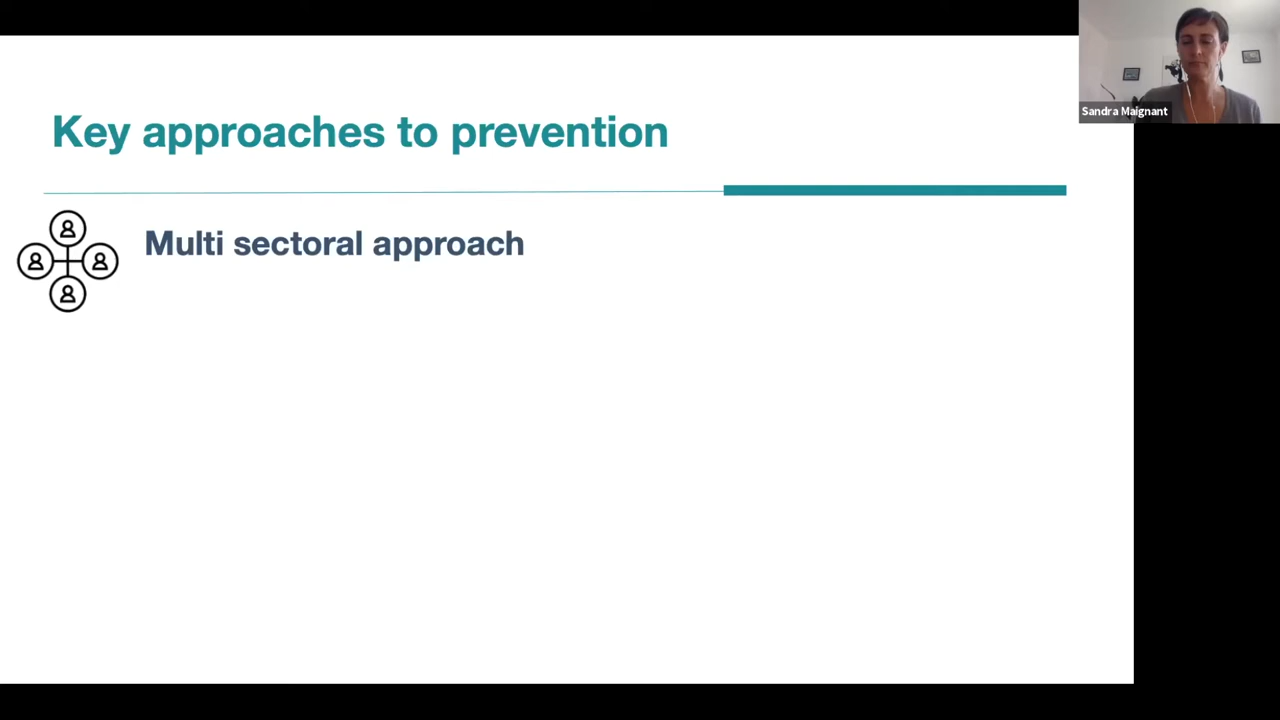 Key approaches to prevention
Sandra Maignant
Multi sectoral approach